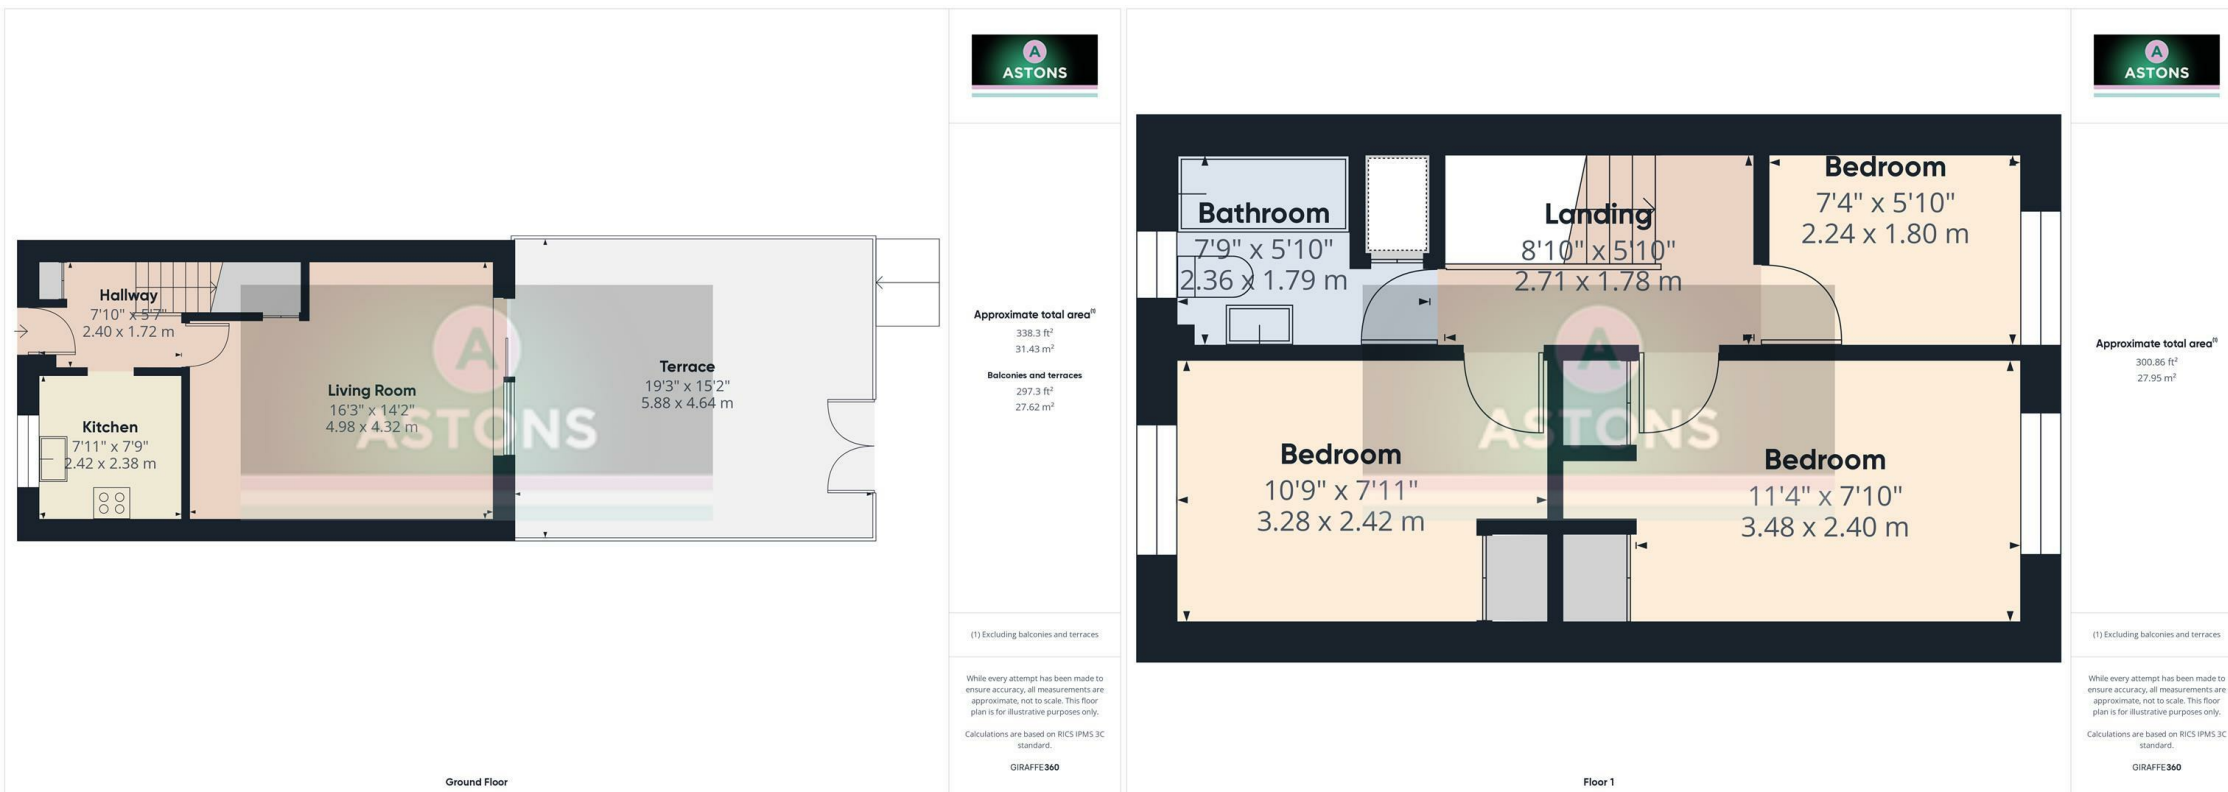 A
ASTONS
Hallway
7'10" x 5'7"
2.40 x 1.72 m
Kitchen
7'11" x 7'9"
2.42 x 2.38 m
Living Room
16'3" x 14'2"
4.98 x 4.32 m
Terrace
19'3" x 15'2"
5.88 x 4.64 m
A
ASTONS
Approximate total area(1)
338.3 ft²
31.43 m²
Balconies and terraces
297.3 ft²
27.62 m²
(1) Excluding balconies and terraces
While every attempt has been made to
ensure accuracy, all measurements are
approximate, not to scale. This floor
plan is for illustrative purposes only.
Calculations are based on RICS IPMS 3C
standard.
GIRAFFE360
Ground Floor
A
ASTONS
Bathroom
7'9" x 5'10"
2.36 x 1.79 m
Landing
8'10" x 5'10"
2.71 x 1.78 m
Bedroom
7'4" x 5'10"
2.24 x 1.80 m
Bedroom
10'9" x 7'11"
3.28 x 2.42 m
Bedroom
11'4" x 7'10"
3.48 x 2.40 m
A
ASTONS
Approximate total area(1)
300.86 ft²
27.95 m²
(1) Excluding balconies and terraces
While every attempt has been made to
ensure accuracy, all measurements are
approximate, not to scale. This floor
plan is for illustrative purposes only.
Calculations are based on RICS IPMS 3C
standard.
GIRAFFE360
Floor 1